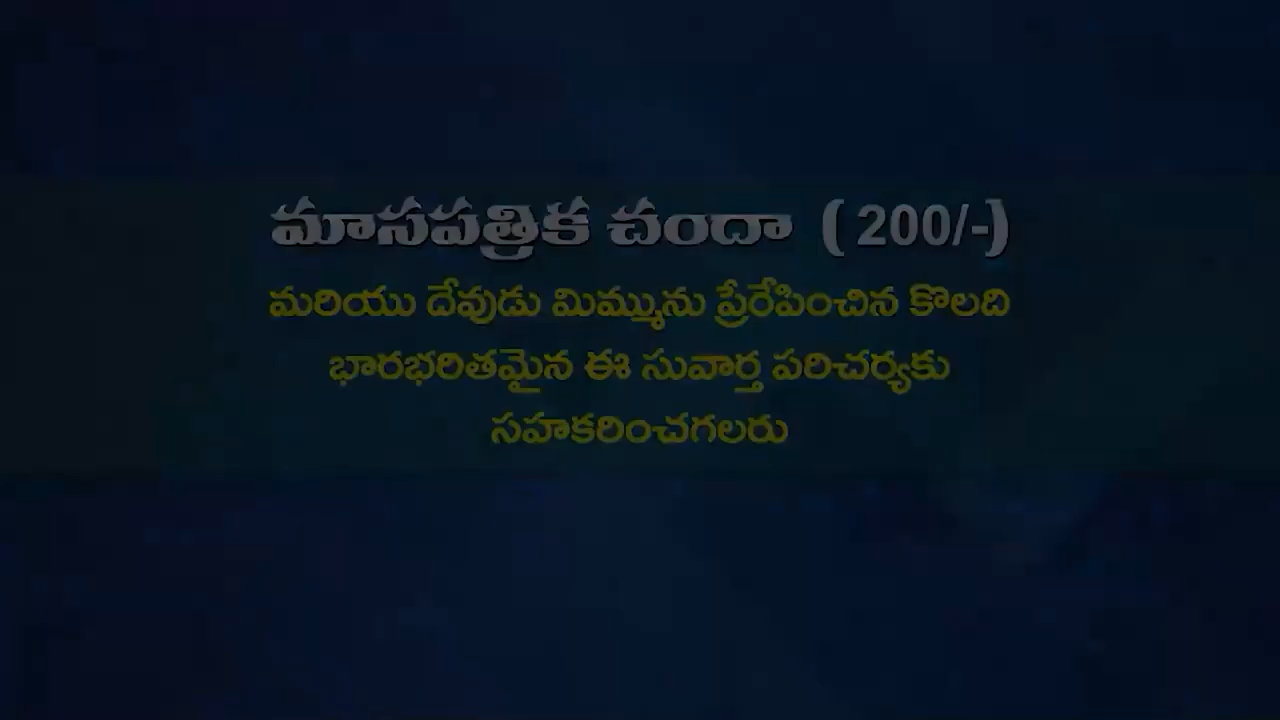 మాసపత్రిక చందా ( 200/-)
మరియు దేవుడు మిమ్మును ప్రేరేపించిన కొలది
భారభరితమైన ఈ సువార్త పరిచర్యకు
సహకరించగలరు